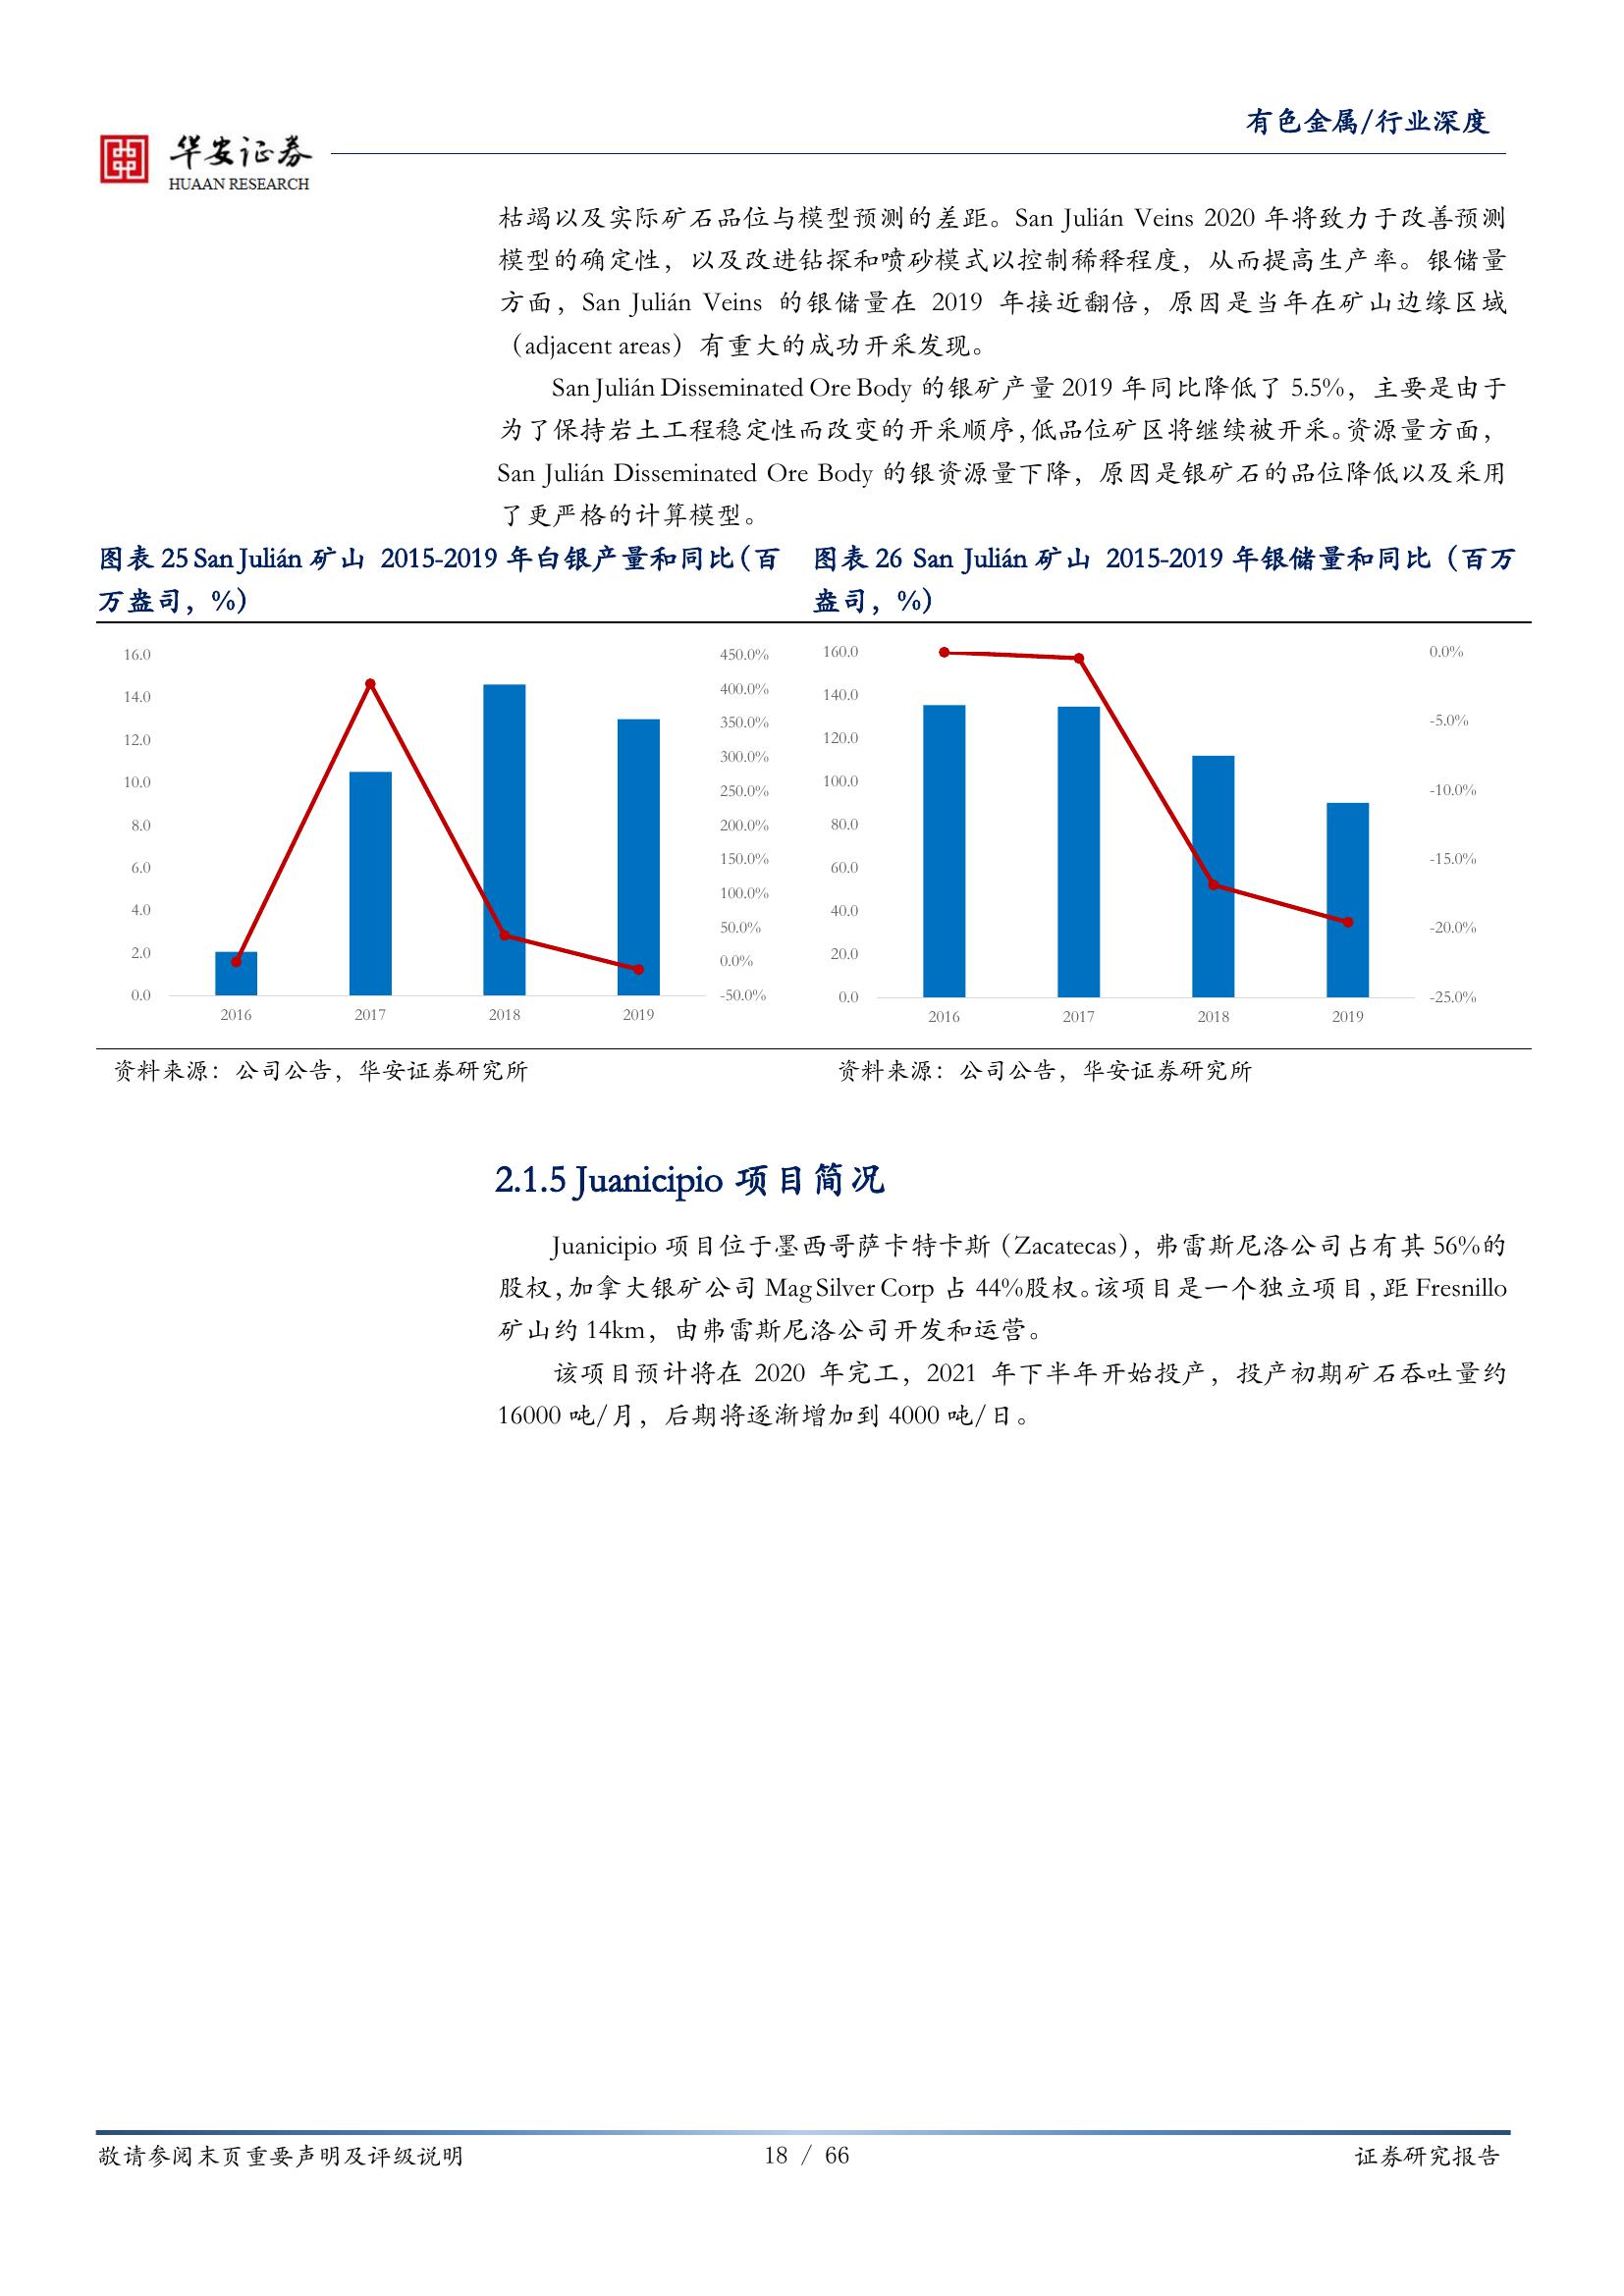 有色金属/行业深度
华安证券
HUAAN RESEARCH
枯竭以及实际矿石品位与模型预测的差距。San Julián Veins 2020 年将致力于改善预测
模型的确定性，以及改进钻探和喷砂模式以控制稀释程度，从而提高生产率。银储量
方面，San Julián Veins 的银储量在 2019 年接近翻倍，原因是当年在矿山边缘区域
（adjacent areas）有重大的成功开采发现。
San Julián Disseminated Ore Body 的银矿产量 2019 年同比降低了 5.5%，主要是由于
为了保持岩土工程稳定性而改变的开采顺序，低品位矿区将继续被开采。资源量方面，
San Julián Disseminated Ore Body 的银资源量下降，原因是银矿石的品位降低以及采用
了更严格的计算模型。
图表 25 San Julián 矿山 2015-2019 年白银产量和同比（百
万盎司，%）
16.0
14.0
12.0
10.0
8.0
6.0
4.0
2.0
0.0
450.0%
400.0%
350.0%
300.0%
250.0%
200.0%
150.0%
100.0%
50.0%
0.0%
-50.0%
2016 2017 2018 2019
资料来源：公司公告，华安证券研究所
图表 26 San Julián 矿山 2015-2019 年银储量和同比（百万
盎司，%）
160.0
140.0
120.0
100.0
80.0
60.0
40.0
20.0
0.0
0.0%
-5.0%
-10.0%
-15.0%
-20.0%
-25.0%
2016 2017 2018 2019
资料来源：公司公告，华安证券研究所
2.1.5 Juanicipio 项目简况
Juanicipio 项目位于墨西哥萨卡特卡斯（Zacatecas），弗雷斯尼洛公司占有其 56%的
股权，加拿大银矿公司 Mag Silver Corp 占 44%股权。该项目是一个独立项目，距 Fresnillo
矿山约 14km，由弗雷斯尼洛公司开发和运营。
该项目预计将在 2020 年完工，2021 年下半年开始投产，投产初期矿石吞吐量约
16000 吨/月，后期将逐渐增加到 4000 吨/日。
敬请参阅末页重要声明及评级说明
18 / 66
证券研究报告